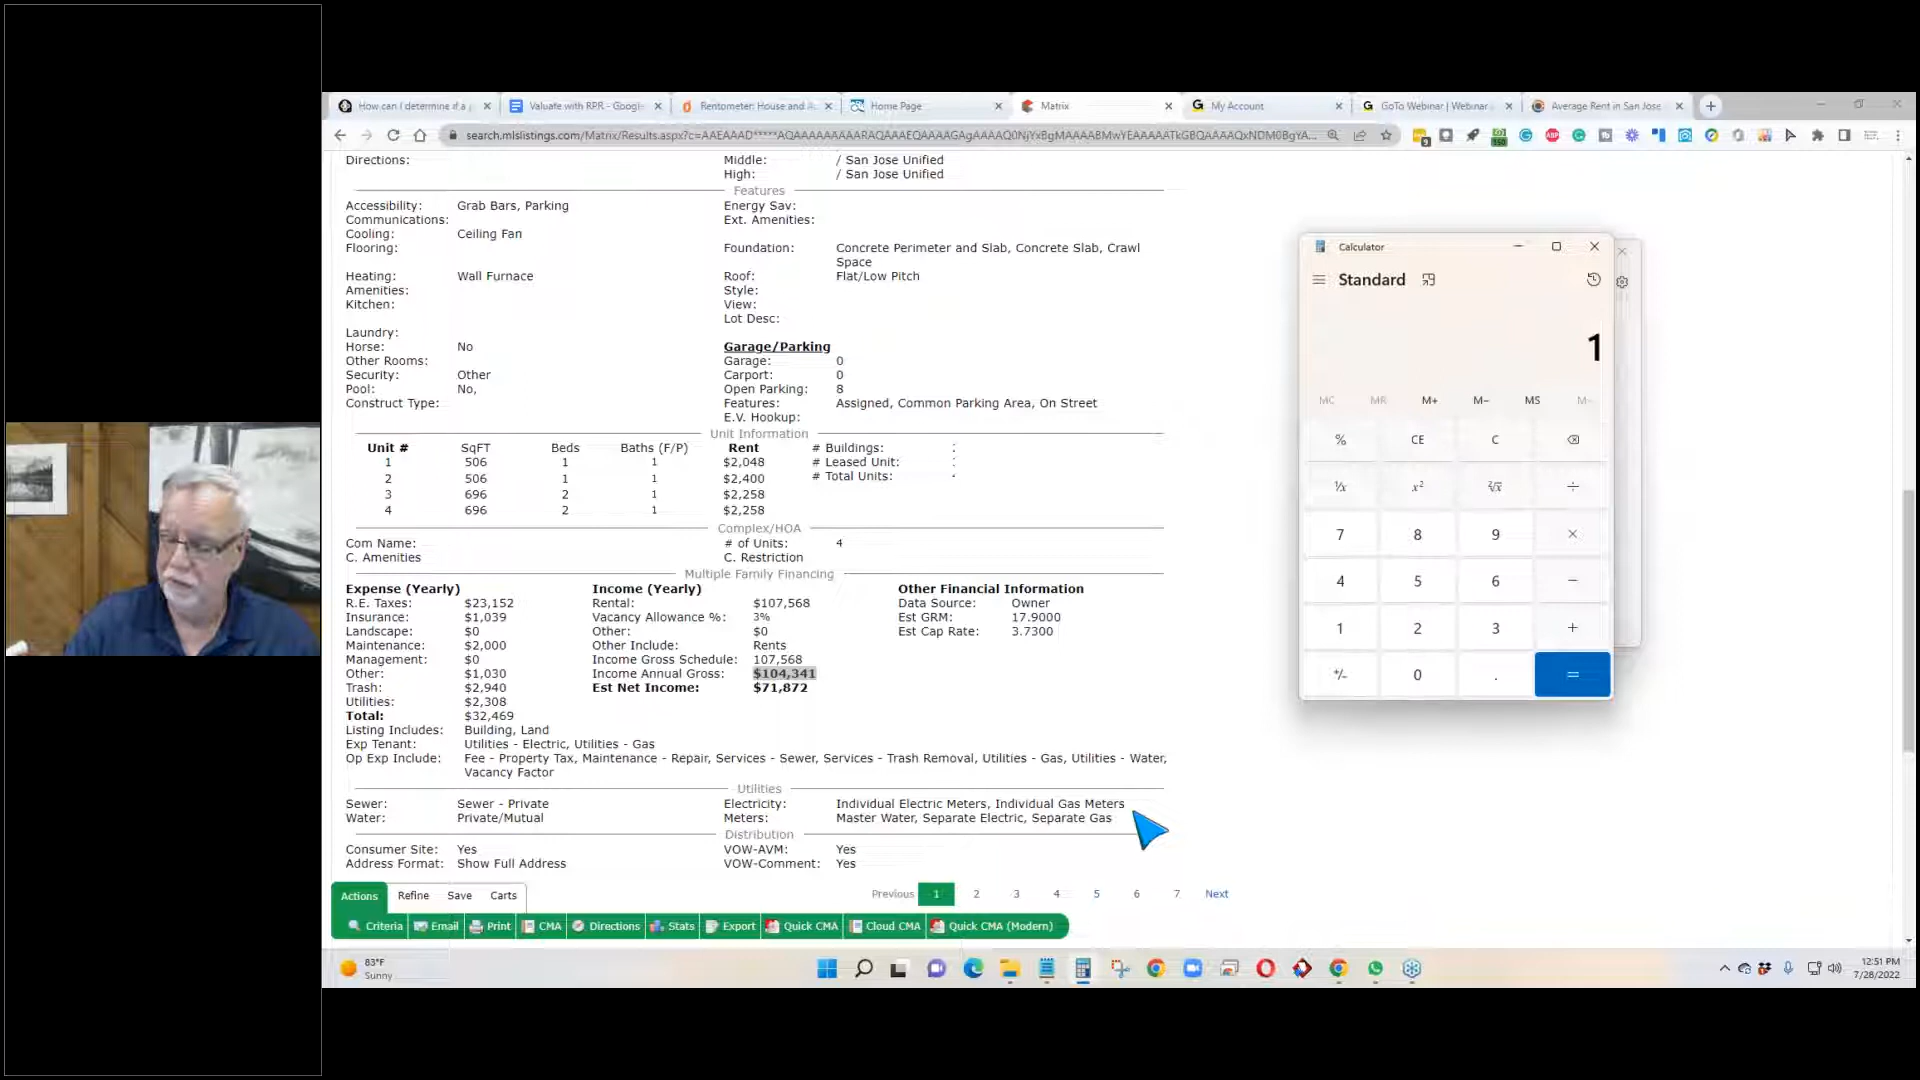 How can I determine if a
Valuate with RPR - Google
Rentometer: House and A
Home Page
Matrix
My Account
GoTo Webinar | Webinar
Average Rent in San Jose
search.mlslistings.com/Matrix/Results.aspx?c=
Directions:
Middle: / San Jose Unified
High: / San Jose Unified
Features
Accessibility: Grab Bars, Parking
Energy Sav:
Communications:
Ext. Amenities:
Cooling: Ceiling Fan
Flooring:
Foundation: Concrete Perimeter and Slab, Concrete Slab, Crawl
Space
Heating: Wall Furnace
Roof: Flat/Low Pitch
Amenities:
Style:
Kitchen:
View:
Lot Desc:
Laundry:
Horse: No
Garage/Parking
Other Rooms:
Garage: 0
Security: Other
Carport: 0
Pool: No,
Open Parking: 8
Construct Type:
Features: Assigned, Common Parking Area, On Street
E.V. Hookup:
Unit Information
Unit # SqFT Beds Baths (F/P) Rent # Buildings:
1 506 1 1 $2,048 # Leased Unit:
2 506 1 1 $2,400 # Total Units:
3 696 2 1 $2,258
4 696 2 1 $2,258
Complex/HOA
Com Name: # of Units: 4
C. Amenities C. Restriction
Multiple Family Financing
Expense (Yearly) Income (Yearly) Other Financial Information
R.E. Taxes: $23,152 Rental: $107,568 Data Source: Owner
Insurance: $1,039 Vacancy Allowance %: 3% Est GRM: 17.9000
Landscape: $0 Other: $0 Est Cap Rate: 3.7300
Maintenance: $2,000 Other Include: Rents
Management: $0 Income Gross Schedule: 107,568
Other: $1,030 Income Annual Gross: $104,341
Trash: $2,940 Est Net Income: $71,872
Utilities: $2,308
Total: $32,469
Listing Includes: Building, Land
Exp Tenant: Utilities - Electric, Utilities - Gas
Op Exp Include: Fee - Property Tax, Maintenance - Repair, Services - Sewer, Services - Trash Removal, Utilities - Gas, Utilities - Water,
Vacancy Factor
Utilities
Sewer: Sewer - Private Electricity: Individual Electric Meters, Individual Gas Meters
Water: Private/Mutual Meters: Master Water, Separate Electric, Separate Gas
Distribution
Consumer Site: Yes VOW-AVM: Yes
Address Format: Show Full Address VOW-Comment: Yes
Actions Refine Save Carts
Previous 1 2 3 4 5 6 7 Next
Criteria Email Print CMA Directions Stats Export Quick CMA Cloud CMA Quick CMA (Modern)
Calculator
Standard
1
MC MR M+ M− MS
% CE C
¹/x x² ²√x ÷
7 8 9 ×
4 5 6 −
1 2 3 +
+/− 0 . =
83°F
Sunny
12:51 PM
7/28/2022